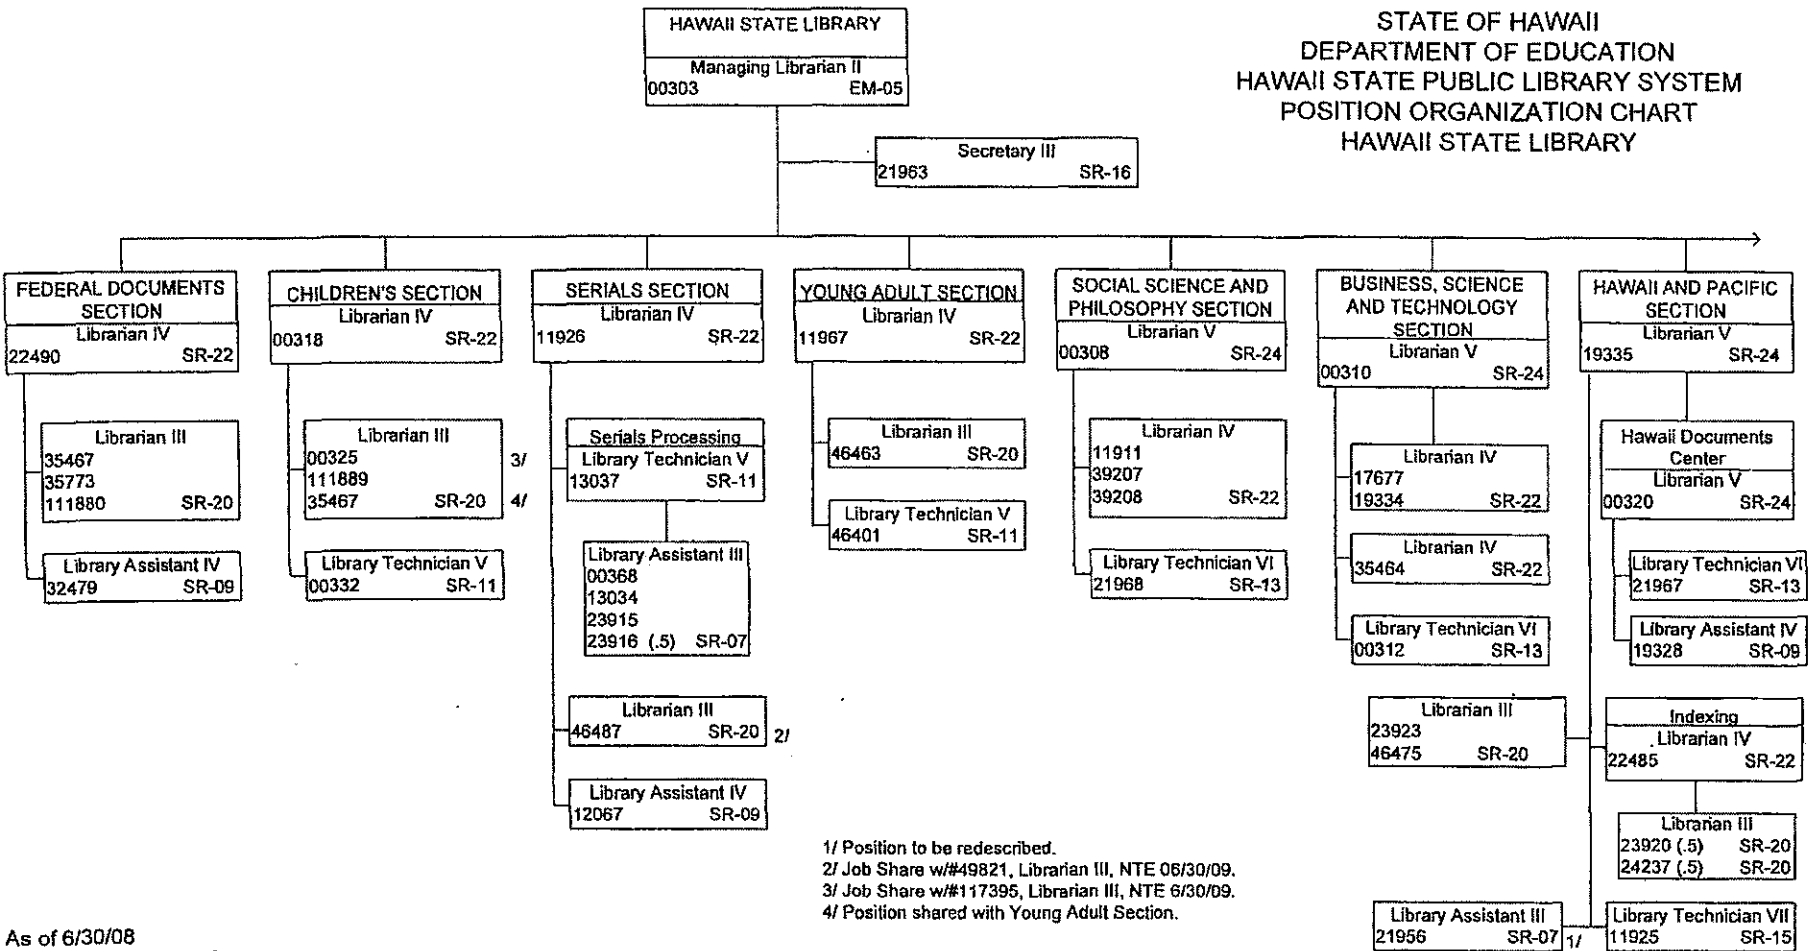 STATE OF HAWAII
DEPARTMENT OF EDUCATION
HAWAII STATE PUBLIC LIBRARY SYSTEM
POSITION ORGANIZATION CHART
HAWAII STATE LIBRARY
HAWAII STATE LIBRARY
Managing Librarian II
00303 EM-05
Secretary III
21963 SR-16
FEDERAL DOCUMENTS
SECTION
Librarian IV
22490 SR-22
Librarian III
35467
35773
111880 SR-20
Library Assistant IV
32479 SR-09
CHILDREN'S SECTION
Librarian IV
00318 SR-22
Librarian III
00325 3/
111889
35467 SR-20 4/
Library Technician V
00332 SR-11
SERIALS SECTION
Librarian IV
11926 SR-22
Serials Processing
Library Technician V
13037 SR-11
Library Assistant III
00368
13034
23915
23916 (.5) SR-07
Librarian III
46487 SR-20 2/
Library Assistant IV
12067 SR-09
YOUNG ADULT SECTION
Librarian IV
11967 SR-22
Librarian III
46463 SR-20
Library Technician V
46401 SR-11
SOCIAL SCIENCE AND
PHILOSOPHY SECTION
Librarian V
00308 SR-24
Librarian IV
11911
39207
39208 SR-22
Library Technician VI
21968 SR-13
BUSINESS, SCIENCE
AND TECHNOLOGY
SECTION
Librarian V
00310 SR-24
Librarian IV
17677
19334 SR-22
Librarian IV
35464 SR-22
Library Technician VI
00312 SR-13
HAWAII AND PACIFIC
SECTION
Librarian V
19335 SR-24
Hawaii Documents
Center
Librarian V
00320 SR-24
Library Technician VI
21967 SR-13
Library Assistant IV
19328 SR-09
Librarian III
23923
46475 SR-20
Indexing
Librarian IV
22485 SR-22
Librarian III
23920 (.5) SR-20
24237 (.5) SR-20
Library Assistant III
21956 SR-07 1/
Library Technician VII
11925 SR-15
1/ Position to be redescribed.
2/ Job Share w/#49821, Librarian III, NTE 06/30/09.
3/ Job Share w/#117395, Librarian III, NTE 6/30/09.
4/ Position shared with Young Adult Section.
As of 6/30/08